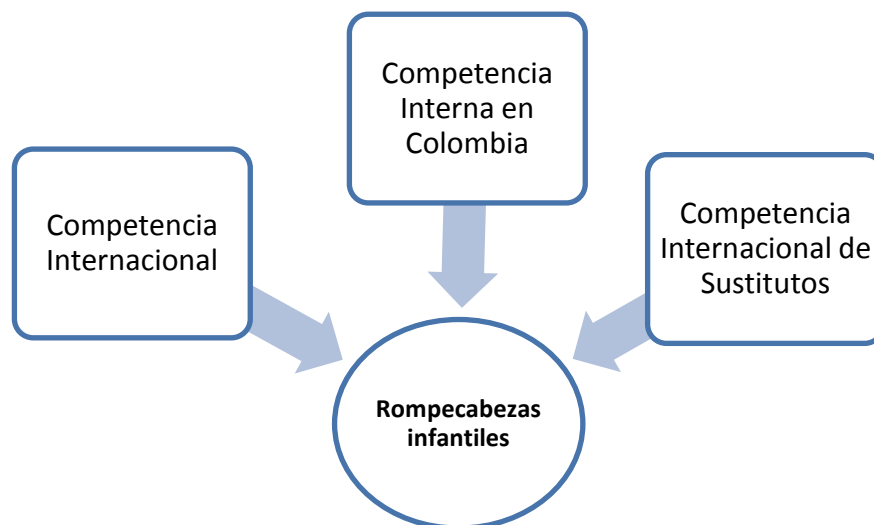 Competencia
Interna en
Colombia
Competencia
Internacional
Competencia
Internacional de
Sustitutos
Rompecabezas
infantiles